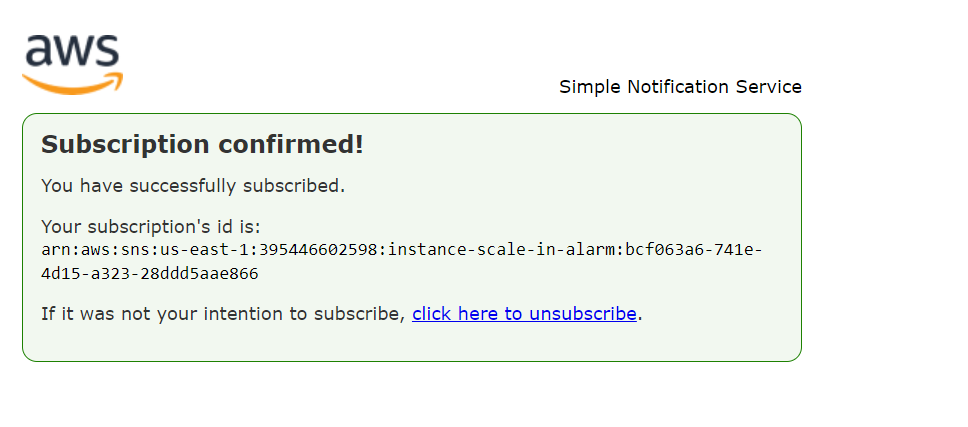 aws
Simple Notification Service
Subscription confirmed!
You have successfully subscribed.
Your subscription's id is:
arn:aws:sns:us-east-1:395446602598:instance-scale-in-alarm:bcf063a6-741e-
4d15-a323-28ddd5aae866
If it was not your intention to subscribe, click here to unsubscribe.